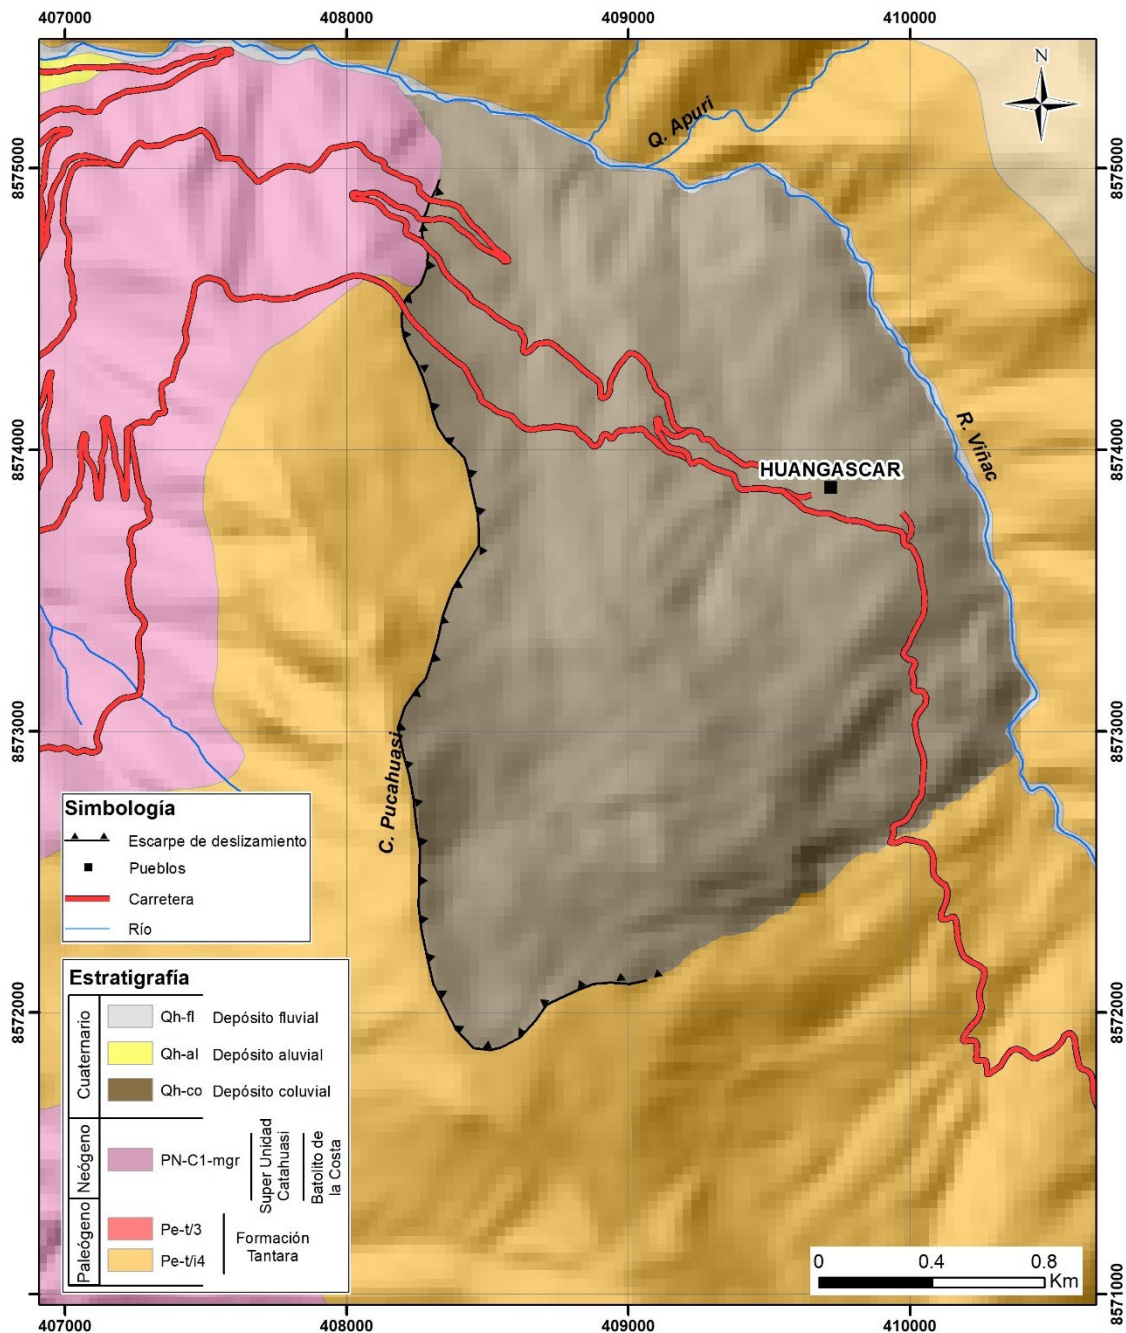 407000 408000 409000 410000
N
Q. Apuri
8575000 8575000
R. Viñac
8574000 8574000
HUANGASCAR
8573000 8573000
C. Pucahuasi
Simbología
Escarpe de deslizamiento
Pueblos
Carretera
Río
8572000 8572000
Estratigrafía
Cuaternario
Qh-fl Depósito fluvial
Qh-al Depósito aluvial
Qh-co Depósito coluvial
Neógeno
PN-C1-mgr
Super Unidad
Catahuasi
Batolito de
la Costa
Paleógeno
Pe-t/3
Pe-t/i4
Formación
Tantara
0 0.4 0.8
Km
8571000
407000 408000 409000 410000